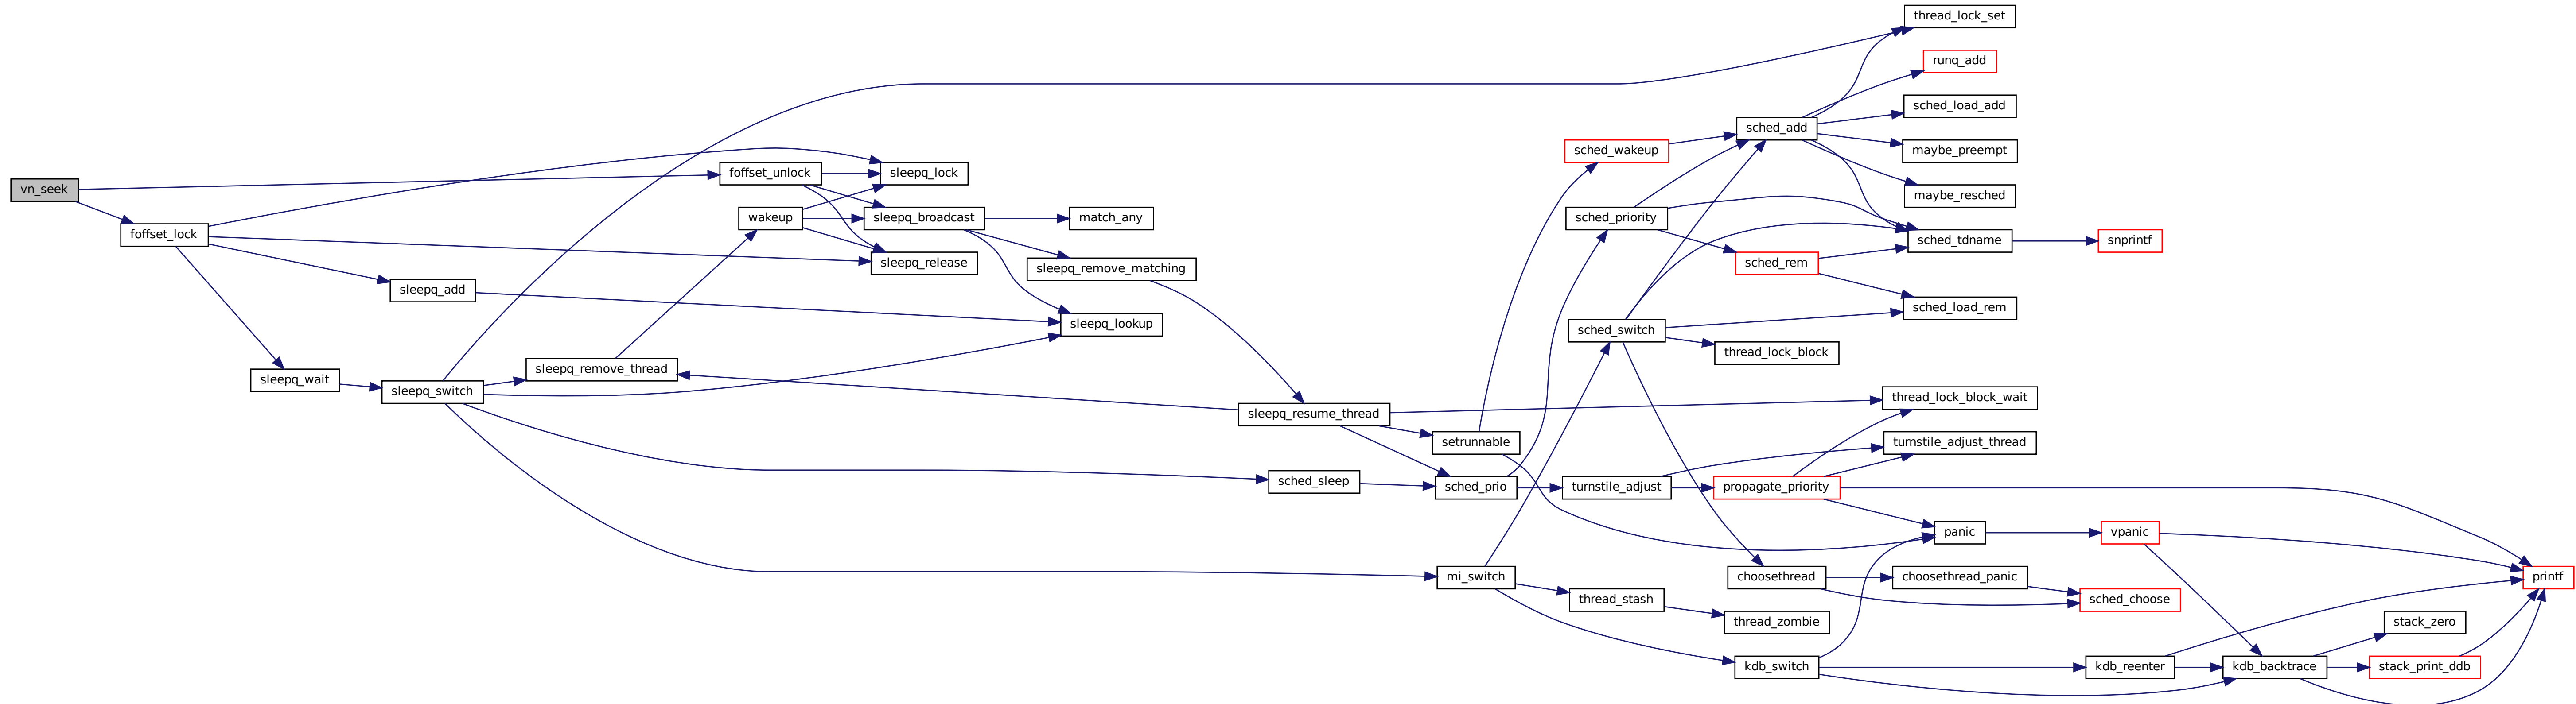 vn_seek
foffset_lock
sleepq_add
sleepq_wait
sleepq_switch
sleepq_remove_thread
foffset_unlock
wakeup
sleepq_lock
sleepq_broadcast
sleepq_release
match_any
sleepq_remove_matching
sleepq_lookup
sleepq_resume_thread
sched_sleep
setrunnable
sched_prio
mi_switch
sched_wakeup
sched_priority
sched_switch
turnstile_adjust
thread_stash
sched_add
sched_rem
thread_lock_block
propagate_priority
choosethread
thread_zombie
kdb_switch
thread_lock_set
runq_add
sched_load_add
maybe_preempt
maybe_resched
sched_tdname
sched_load_rem
thread_lock_block_wait
turnstile_adjust_thread
panic
choosethread_panic
snprintf
vpanic
sched_choose
kdb_reenter
kdb_backtrace
stack_zero
stack_print_ddb
printf